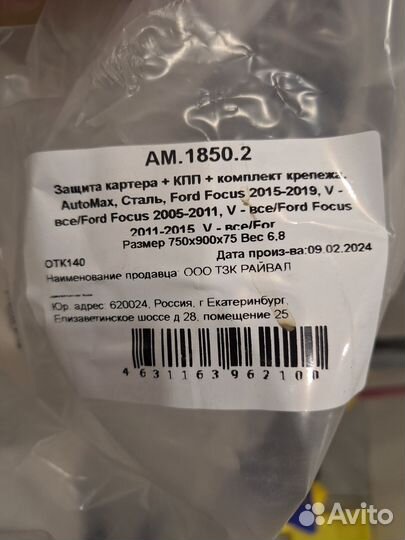 AM.1850.2
Защита картера + КПП + комплект крепежа,
AutoMax, Сталь, Ford Focus 2015-2019, V -
все/Ford Focus 2005-2011, V - все/Ford Focus
2011-2015, V - все/For
Размер 750x900x75 Вес 6,8
ОТК140
Дата произ-ва:09.02.2024
Наименование продавца: ООО ТЗК РАЙВАЛ
Юр. адрес: 620024, Россия, г Екатеринбург,
Елизаветинское шоссе д 28, помещение 25
4631163962100
Avito